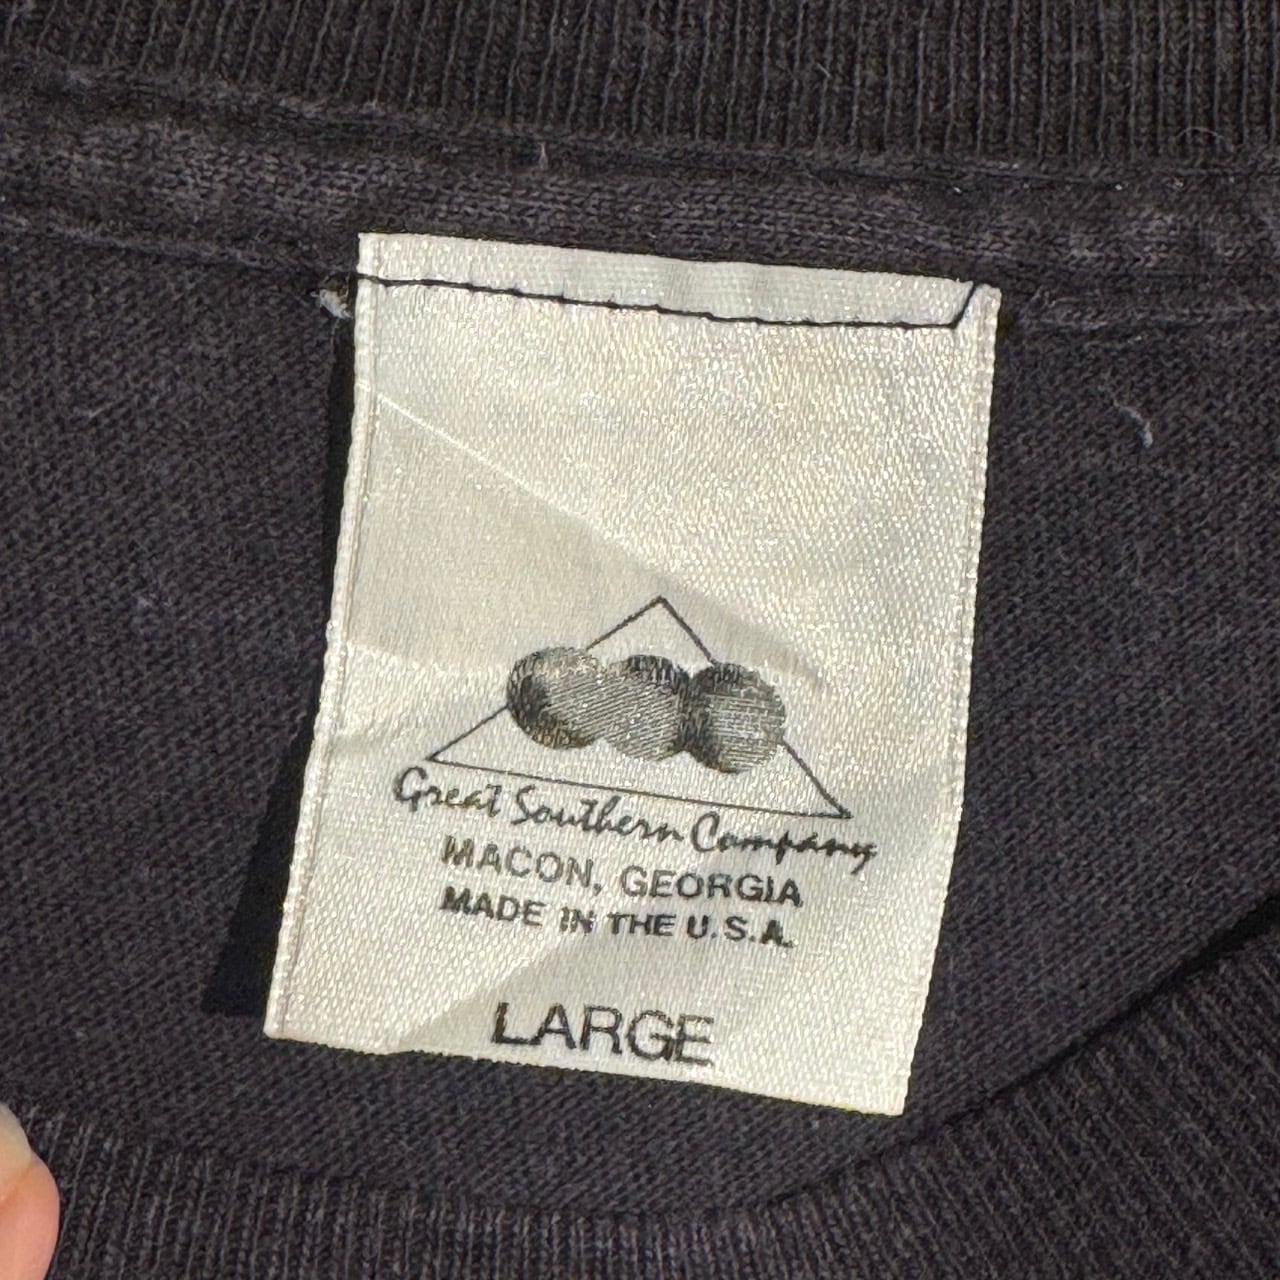 Great Southern Company
MACON, GEORGIA
MADE IN THE U.S.A.
LARGE